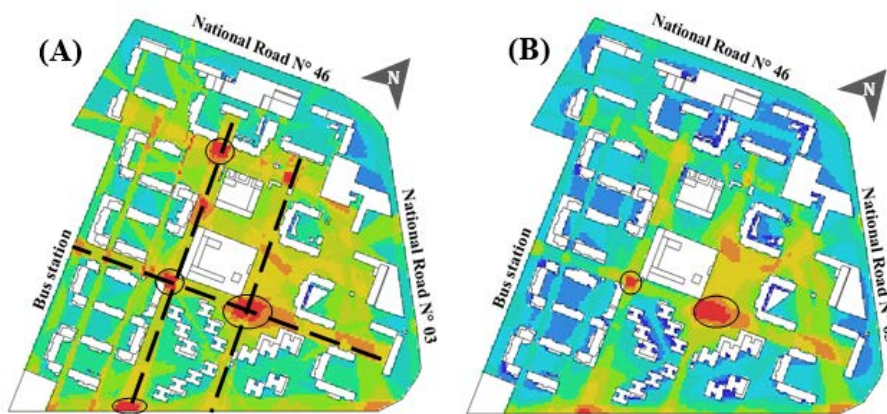 (A)
National Road N° 46
N
Bus station
National Road N° 03
(B)
National Road N° 46
N
Bus station
National Road N°